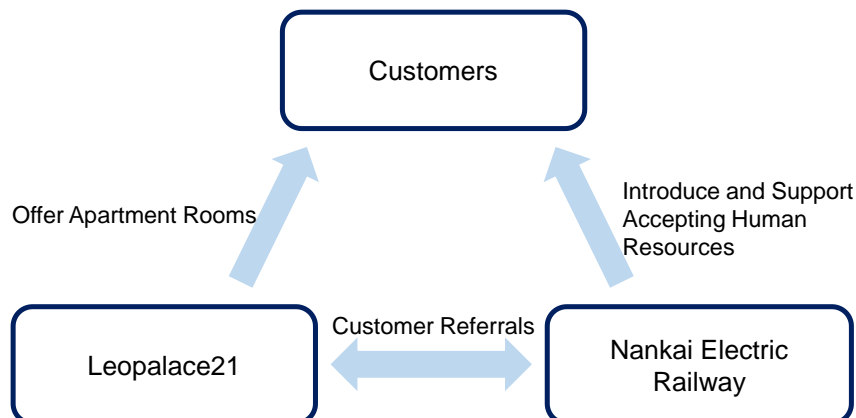 Customers
Offer Apartment Rooms
Introduce and Support
Accepting Human
Resources
Customer Referrals
Leopalace21
Nankai Electric
Railway